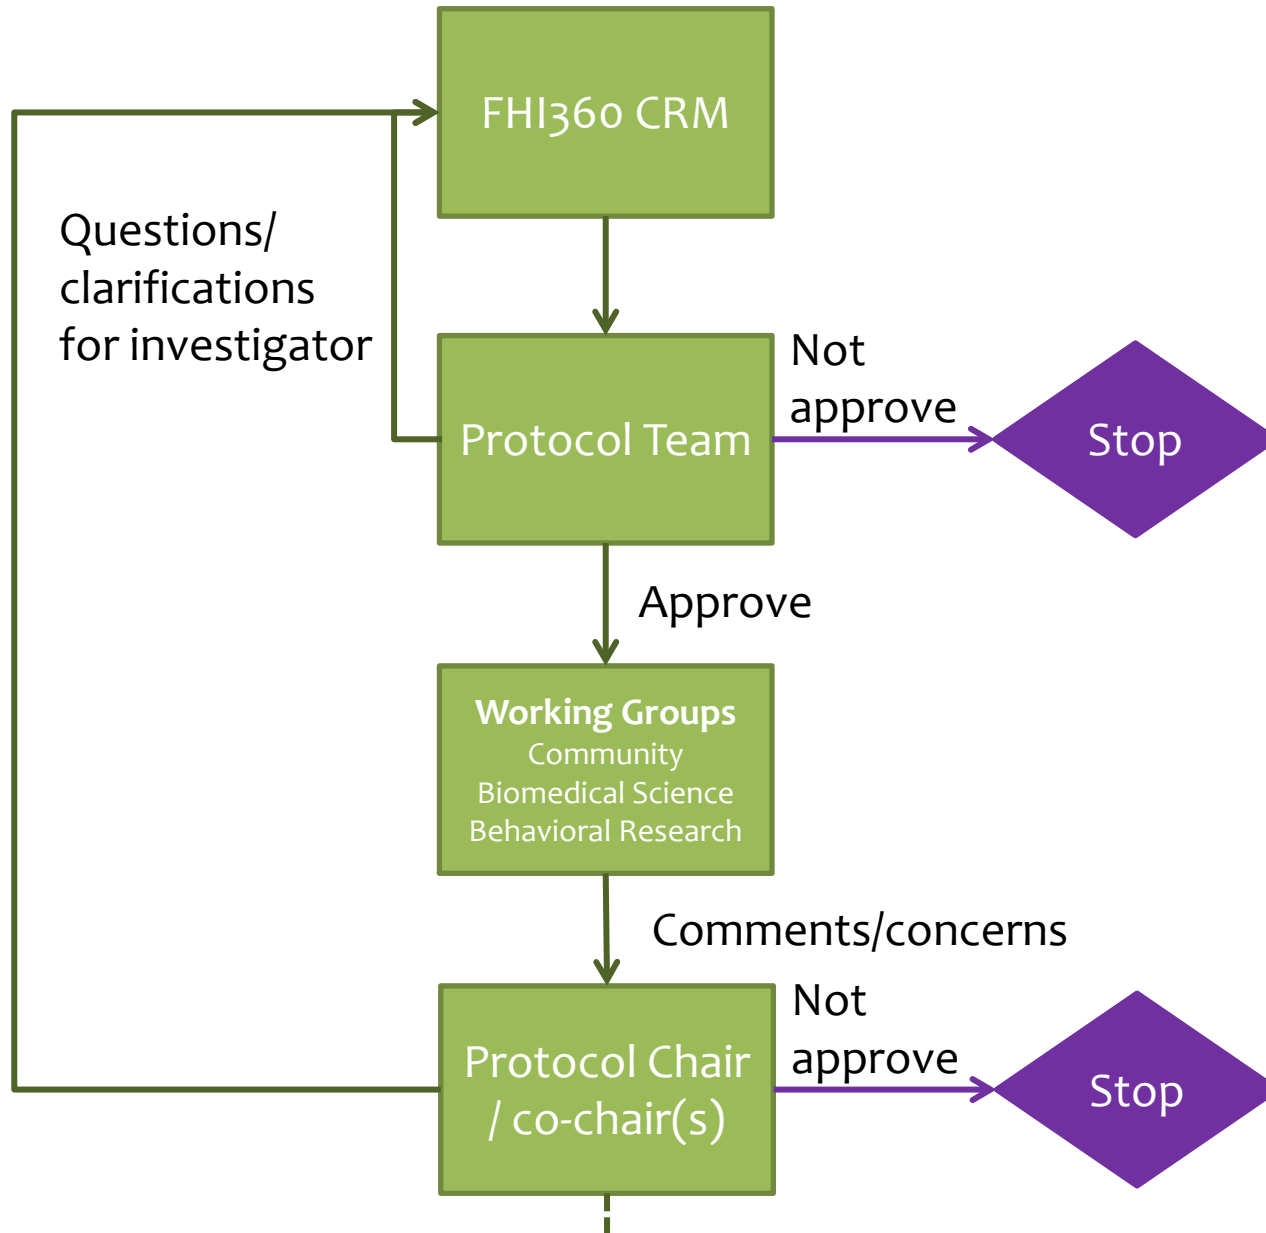 FHI360 CRM
Questions/
clarifications
for investigator
Not
approve
Protocol Team
Stop
Approve
Working Groups
Community
Biomedical Science
Behavioral Research
Comments/concerns
Not
approve
Protocol Chair
/ co-chair(s)
Stop